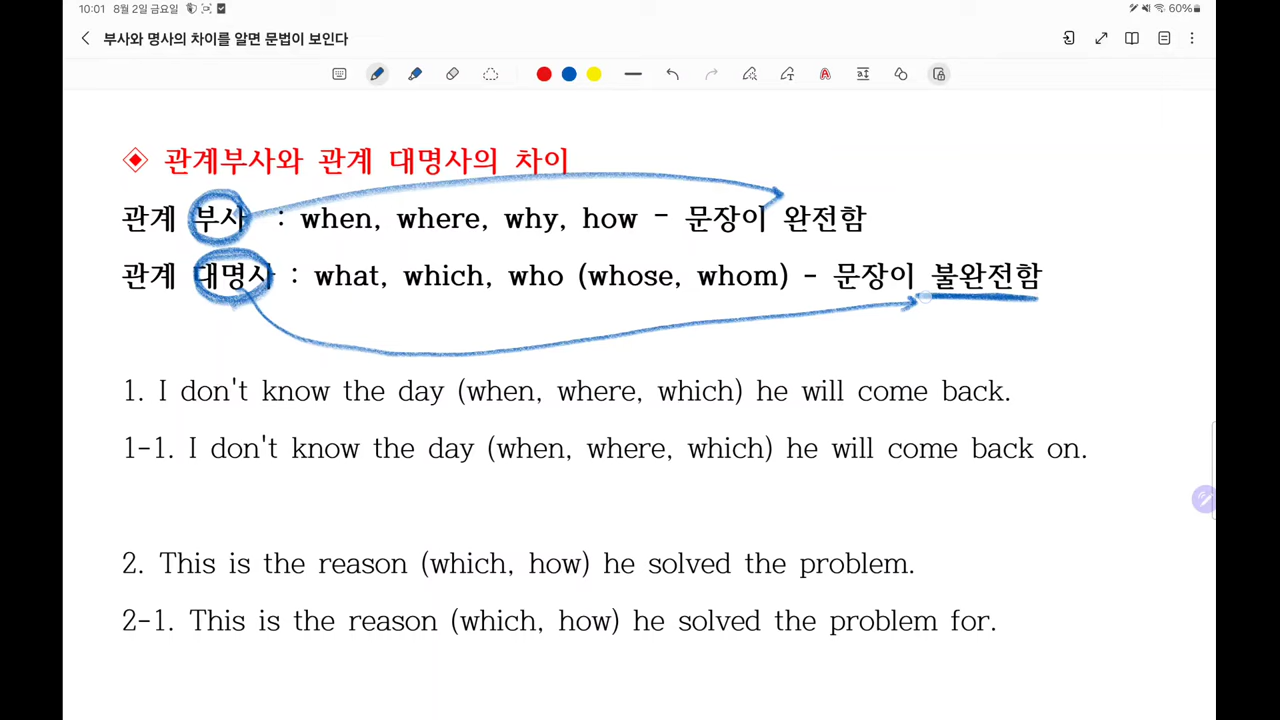 10:01 8월 2일 금요일
60%
부사와 명사의 차이를 알면 문법이 보인다
관계부사와 관계 대명사의 차이
관계 부사 : when, where, why, how - 문장이 완전함
관계 대명사 : what, which, who (whose, whom) - 문장이 불완전함
1. I don't know the day (when, where, which) he will come back.
1-1. I don't know the day (when, where, which) he will come back on.
2. This is the reason (which, how) he solved the problem.
2-1. This is the reason (which, how) he solved the problem for.